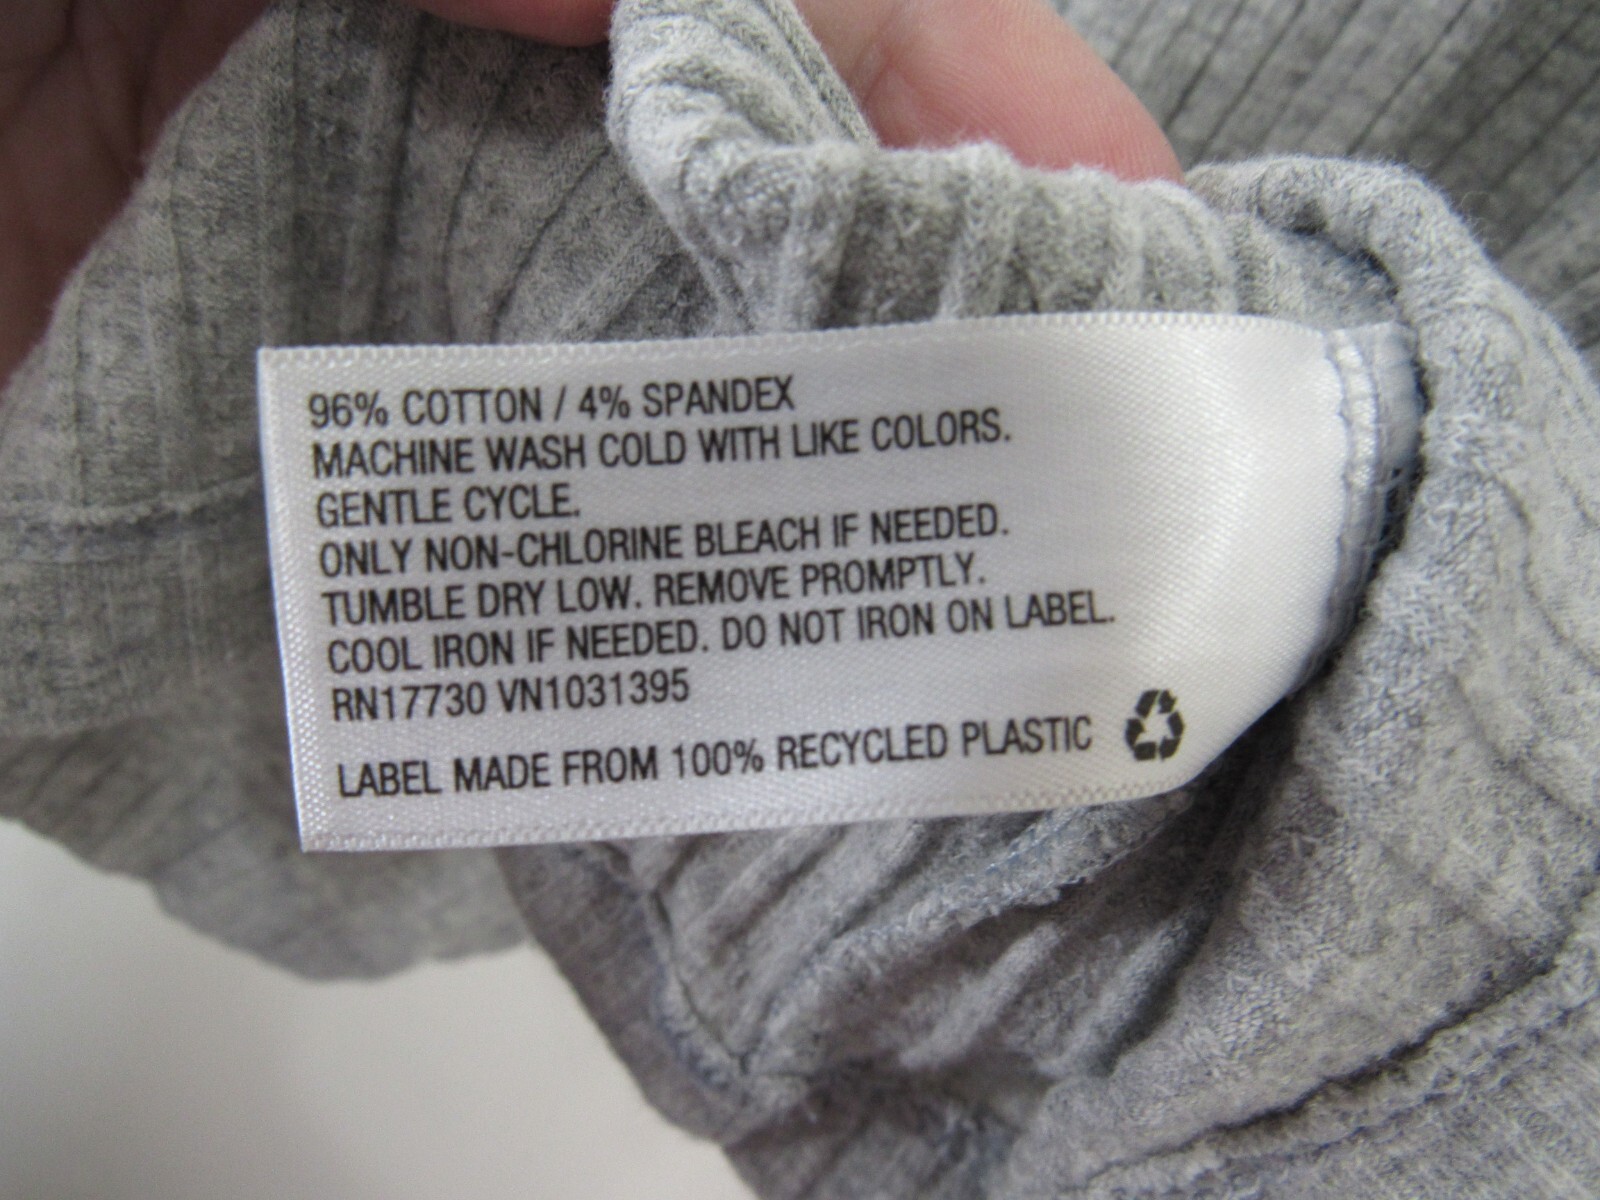 96% COTTON / 4% SPANDEX
MACHINE WASH COLD WITH LIKE COLORS.
GENTLE CYCLE.
ONLY NON-CHLORINE BLEACH IF NEEDED.
TUMBLE DRY LOW. REMOVE PROMPTLY.
COOL IRON IF NEEDED. DO NOT IRON ON LABEL.
RN17730 VN1031395
LABEL MADE FROM 100% RECYCLED PLASTIC